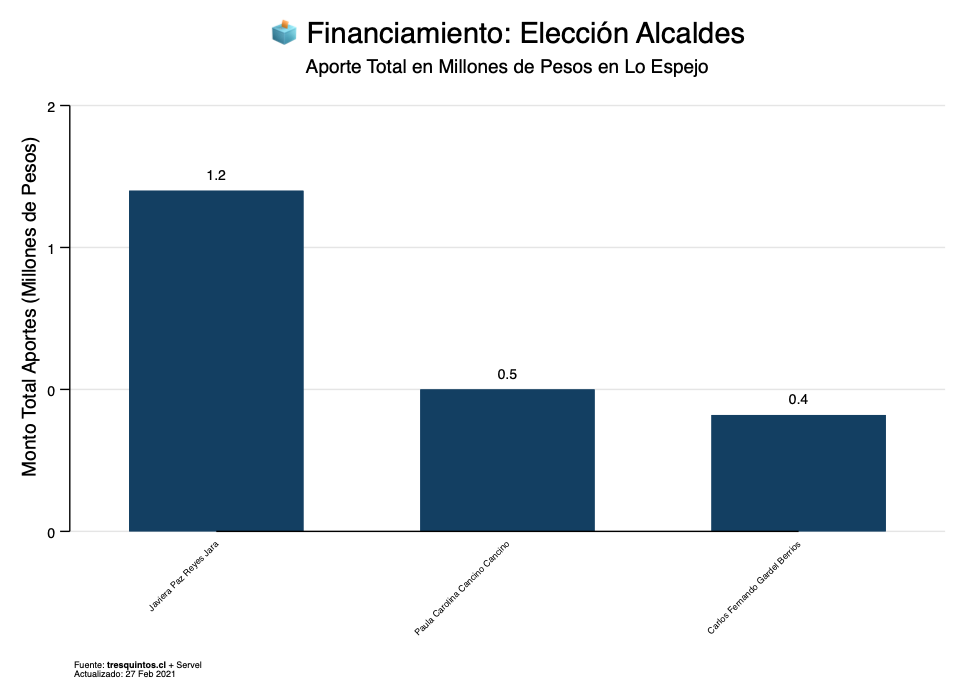 Financiamiento: Elección Alcaldes
Aporte Total en Millones de Pesos en Lo Espejo
Monto Total Aportes (Millones de Pesos)
2
1
0
0
1.2
0.5
0.4
Javiera Paz Reyes Jara
Paula Carolina Cancino Cancino
Carlos Fernando Gardel Berrios
Fuente: tresquintos.cl + Servel
Actualizado: 27 Feb 2021